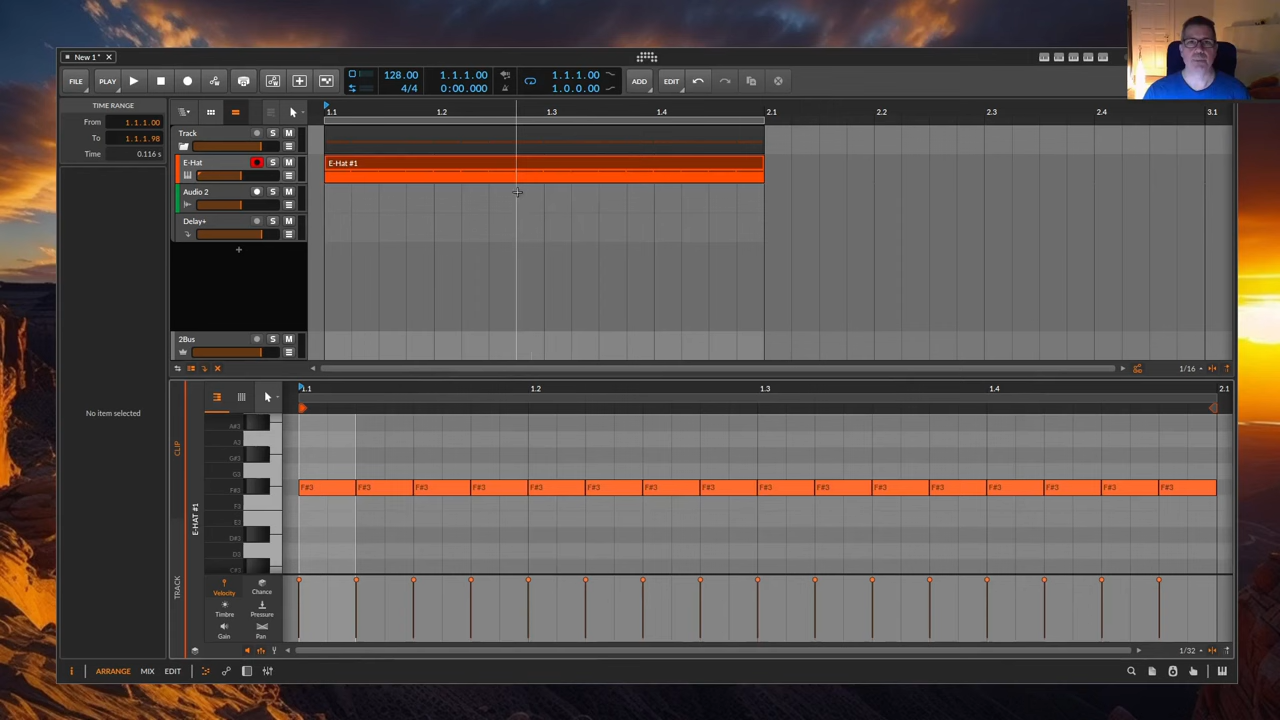 New 1*
FILE
PLAY
128.00
4/4
1.1.1.00
0:00.000
1.1.1.00
1.0.0.00
ADD
EDIT
TIME RANGE
From 1.1.1.00
To 1.1.1.98
Time 0.116 s
1.1 1.2 1.3 1.4 2.1 2.2 2.3 2.4 3.1
Track S M
E-Hat S M
E-Hat #1
Audio 2 S M
Delay+ S M
+
2Bus S M
1/16
1.1 1.2 1.3 1.4 2.1
No item selected
CLIP
E-HAT #1
TRACK
A#3
A3
G#3
G3
F#3
F3
E3
D#3
D3
C#3
F#3 F#3 F#3 F#3 F#3 F#3 F#3 F#3 F#3 F#3 F#3 F#3 F#3 F#3 F#3 F#3
Velocity Chance
Timbre Pressure
Gain Pan
1/32
i ARRANGE MIX EDIT